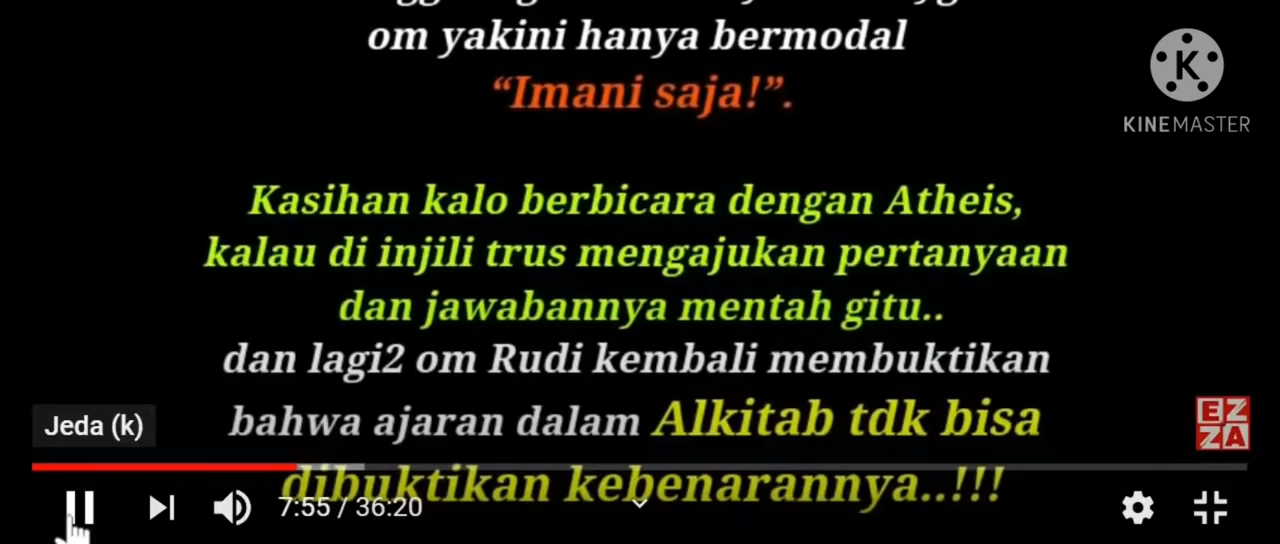 om yakini hanya bermodal
“Imani saja!”.
KINEMASTER
Kasihan kalo berbicara dengan Atheis,
kalau di injili trus mengajukan pertanyaan
dan jawabannya mentah gitu..
dan lagi2 om Rudi kembali membuktikan
bahwa ajaran dalam Alkitab tdk bisa
dibuktikan kebenarannya..!!!
Jeda (k)
EZ
ZA
7:55 / 36:20